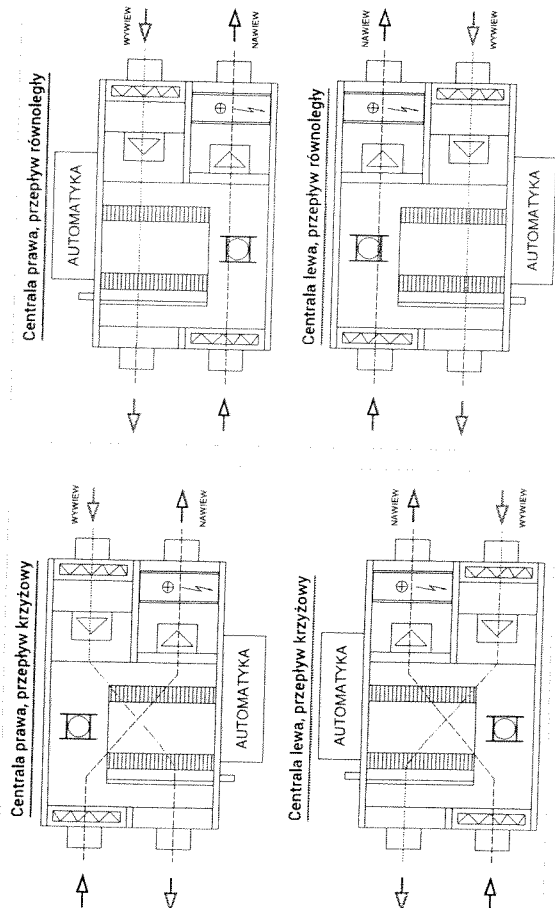 Centrala prawa, przepływ krzyżowy
WYWIEW
NAWIEW
AUTOMATYKA
Centrala prawa, przepływ równoległy
AUTOMATYKA
WYWIEW
NAWIEW
Centrala lewa, przepływ krzyżowy
AUTOMATYKA
NAWIEW
WYWIEW
Centrala lewa, przepływ równoległy
NAWIEW
WYWIEW
AUTOMATYKA